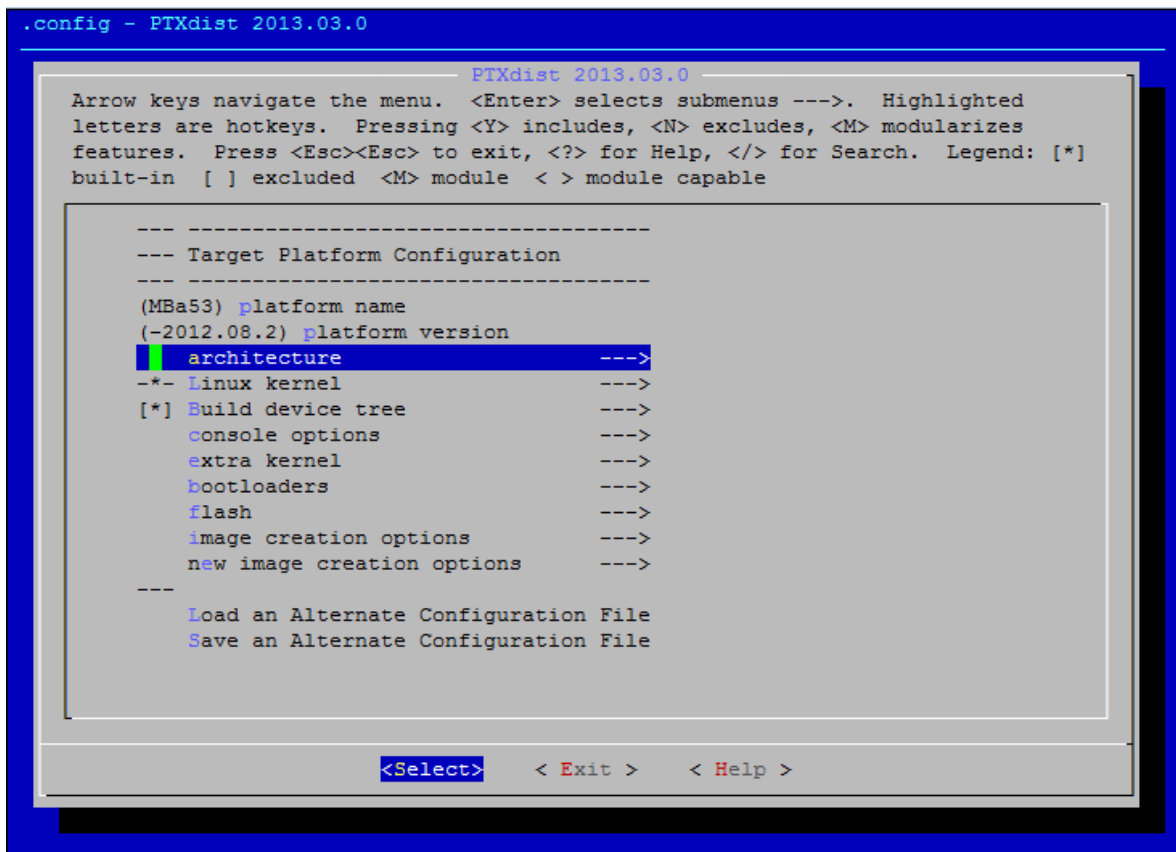 .config - PTXdist 2013.03.0
PTXdist 2013.03.0
Arrow keys navigate the menu.  <Enter> selects submenus --->.  Highlighted
letters are hotkeys.  Pressing <Y> includes, <N> excludes, <M> modularizes
features.  Press <Esc><Esc> to exit, <?> for Help, </> for Search.  Legend: [*]
built-in  [ ] excluded  <M> module  < > module capable
--- ------------------------------------
--- Target Platform Configuration
--- ------------------------------------
(MBa53) platform name
(-2012.08.2) platform version
architecture                    --->
-*- Linux kernel                    --->
[*] Build device tree               --->
console options                 --->
extra kernel                    --->
bootloaders                     --->
flash                           --->
image creation options          --->
new image creation options      --->
---
Load an Alternate Configuration File
Save an Alternate Configuration File
<Select>    < Exit >    < Help >